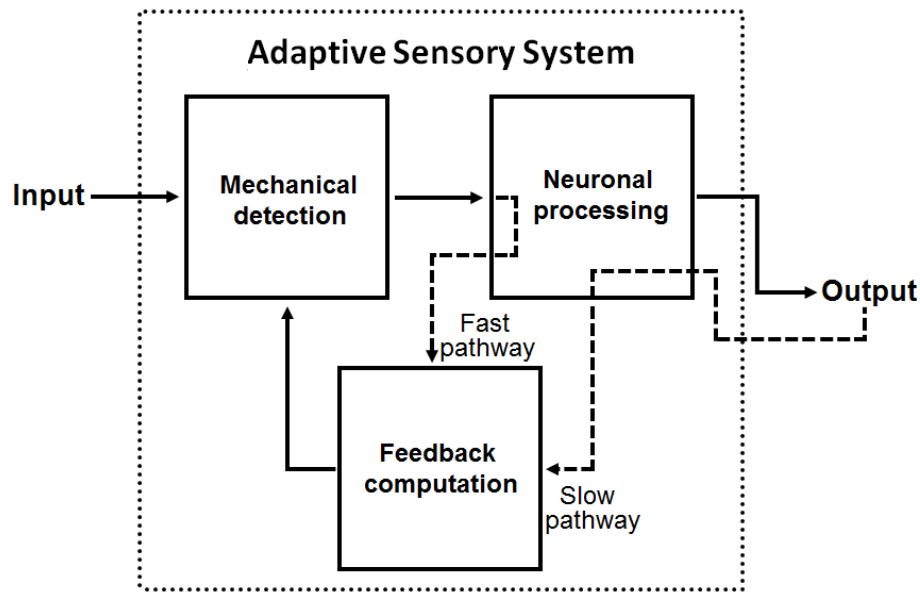 Adaptive Sensory System
Input
Mechanical
detection
Neuronal
processing
Output
Fast
pathway
Feedback
computation
Slow
pathway